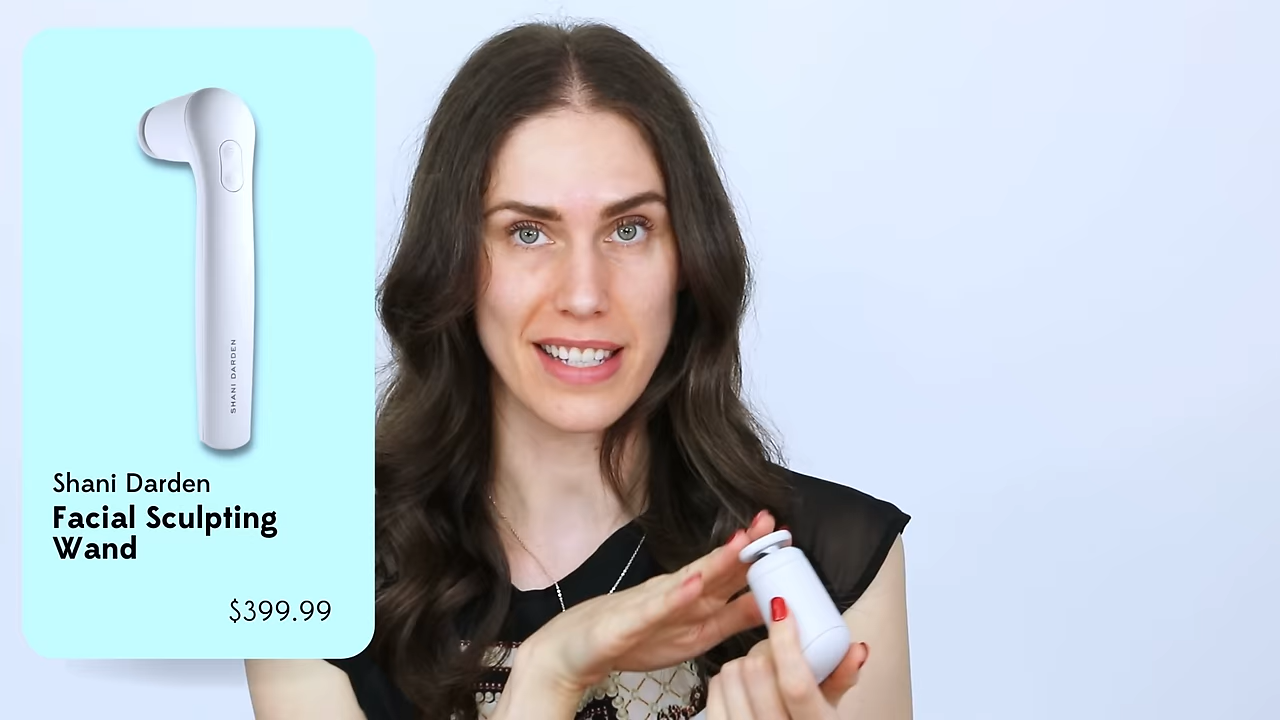 SHANI DARDEN
Shani Darden
Facial Sculpting
Wand
$399.99